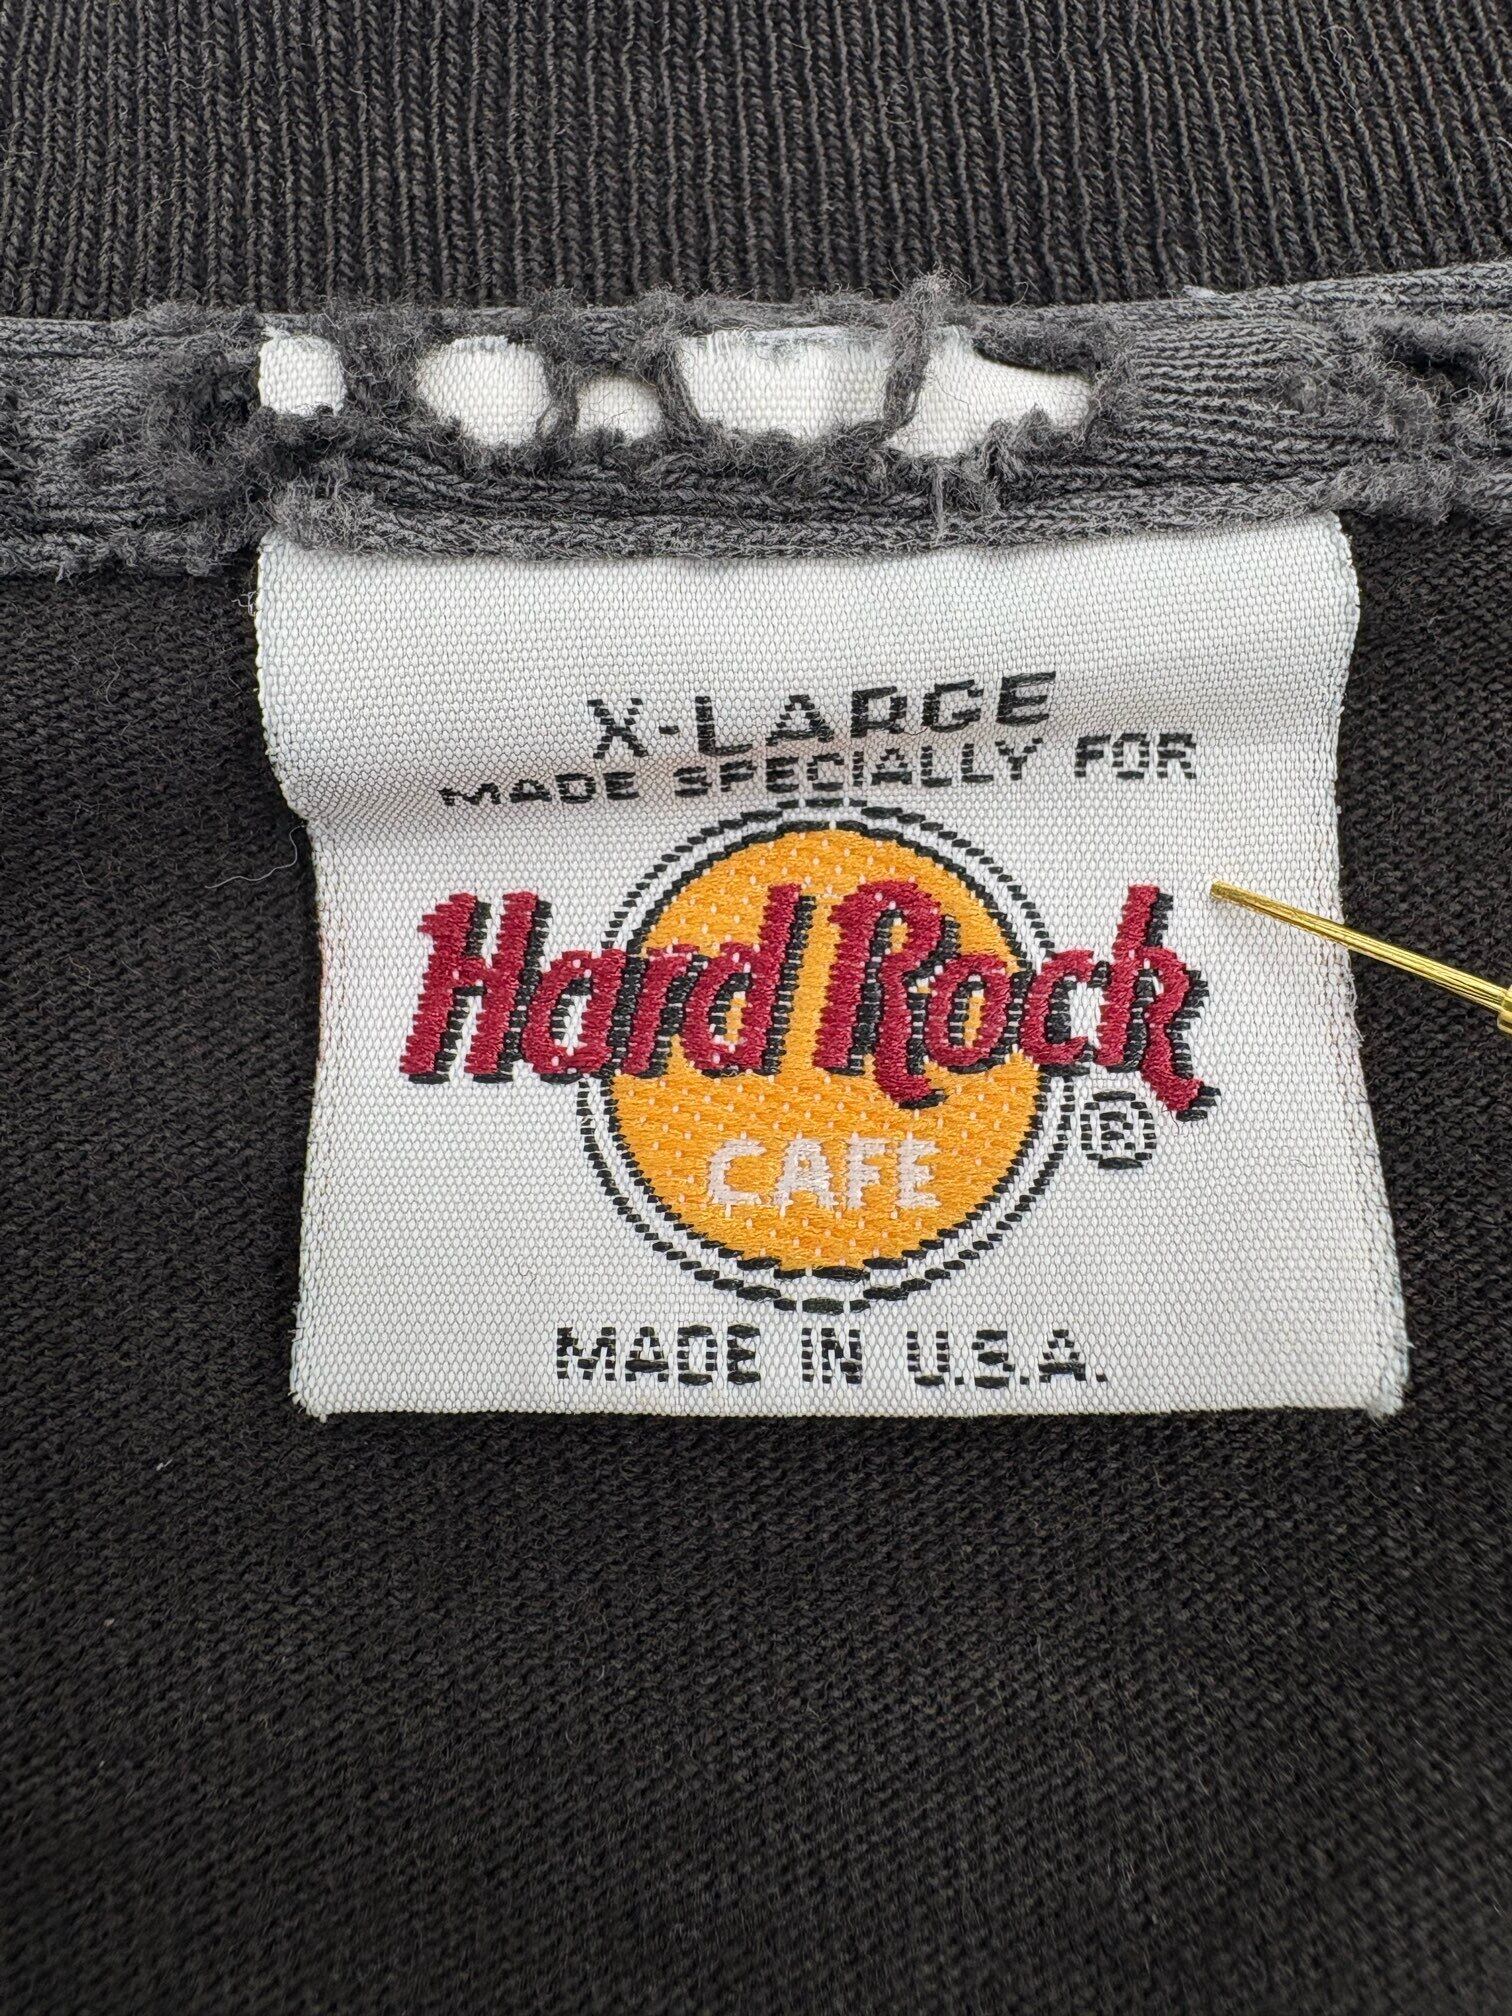 X-LARGE
MADE SPECIALLY FOR
Hard Rock
®
CAFE
MADE IN U.S.A.